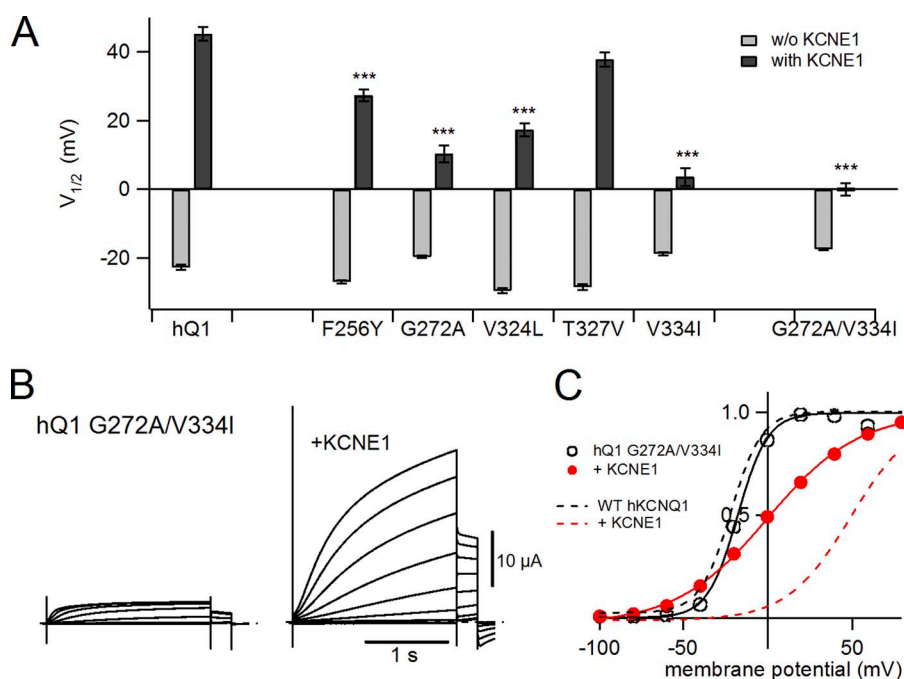 A
w/o KCNE1
with KCNE1
V1/2 (mV)
40
20
0
-20
***
***
***
***
***
hQ1
F256Y
G272A
V324L
T327V
V334I
G272A/V334I
B
hQ1 G272A/V334I
+KCNE1
10 µA
1 s
C
1.0
hQ1 G272A/V334I
+ KCNE1
0.5
WT hKCNQ1
+ KCNE1
-100
-50
0
50
membrane potential (mV)